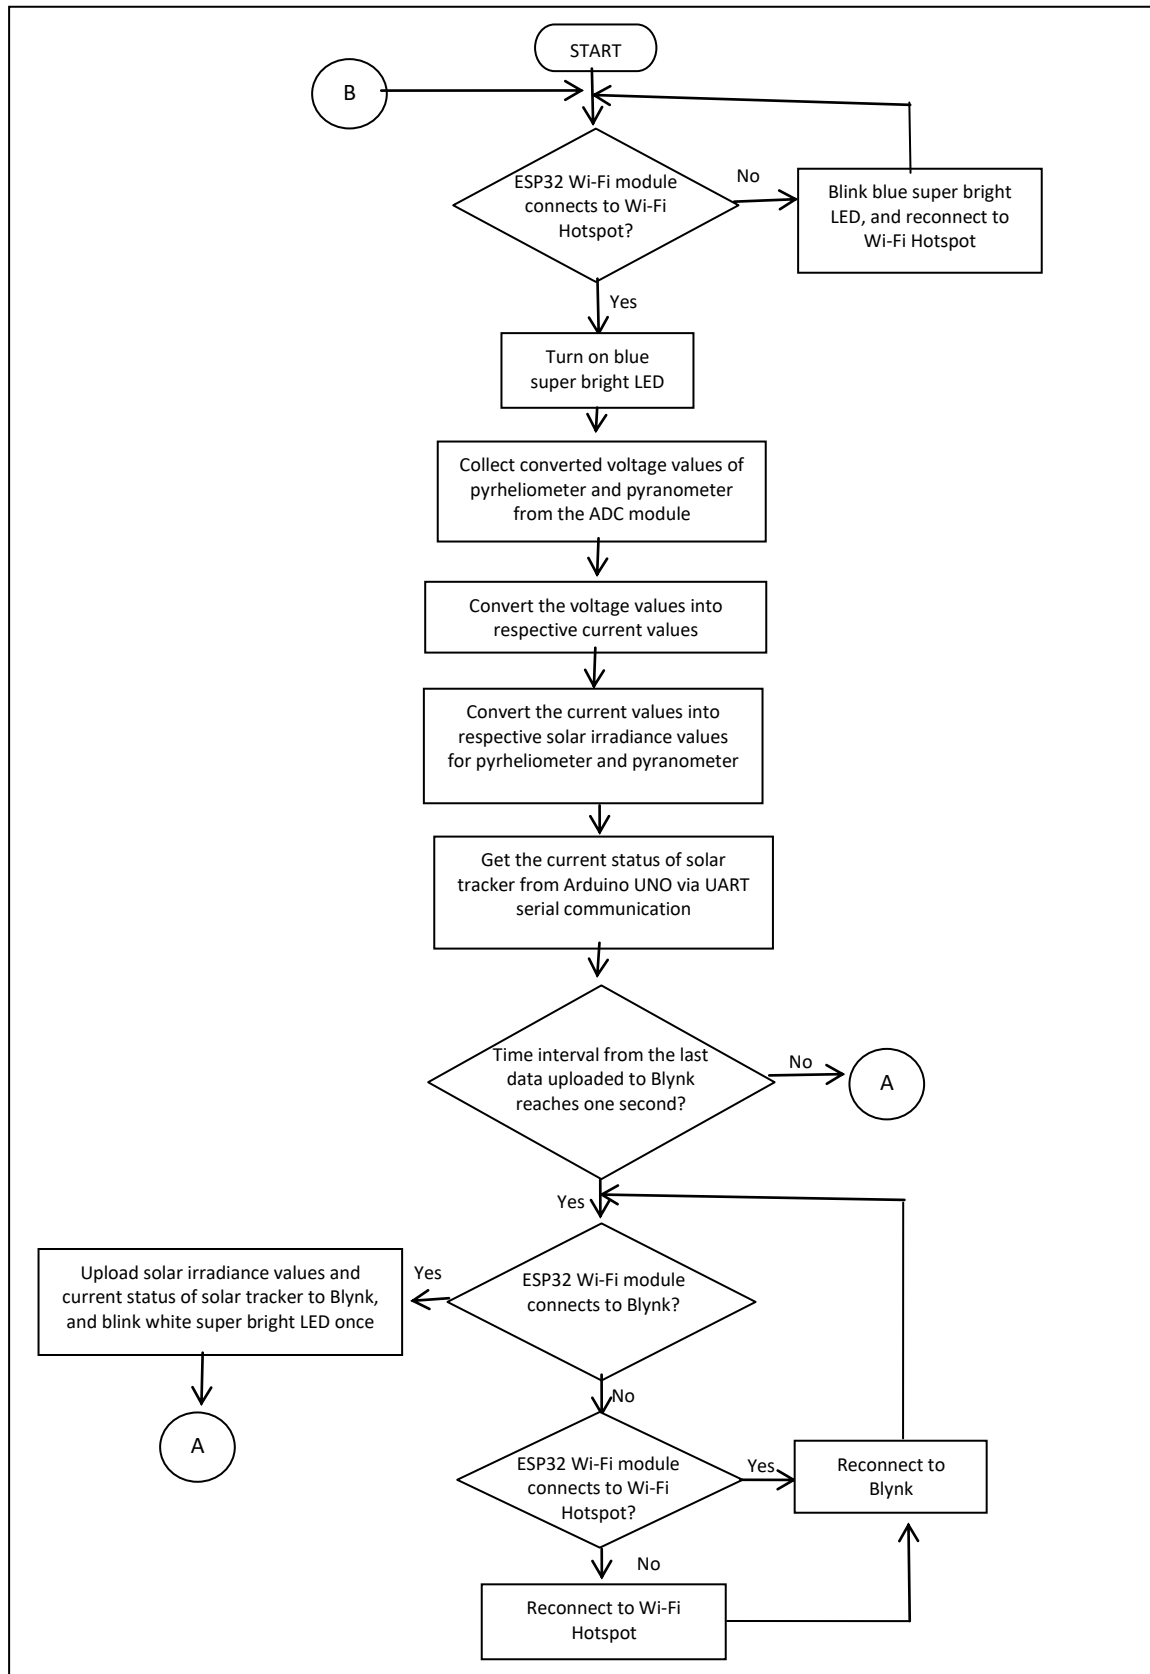 START
B
ESP32 Wi-Fi module
connects to Wi-Fi
Hotspot?
No
Blink blue super bright
LED, and reconnect to
Wi-Fi Hotspot
Yes
Turn on blue
super bright LED
Collect converted voltage values of
pyrheliometer and pyranometer
from the ADC module
Convert the voltage values into
respective current values
Convert the current values into
respective solar irradiance values
for pyrheliometer and pyranometer
Get the current status of solar
tracker from Arduino UNO via UART
serial communication
Time interval from the last
data uploaded to Blynk
reaches one second?
No
A
Yes
ESP32 Wi-Fi module
connects to Blynk?
Yes
Upload solar irradiance values and
current status of solar tracker to Blynk,
and blink white super bright LED once
A
No
ESP32 Wi-Fi module
connects to Wi-Fi
Hotspot?
Yes
Reconnect to
Blynk
No
Reconnect to Wi-Fi
Hotspot